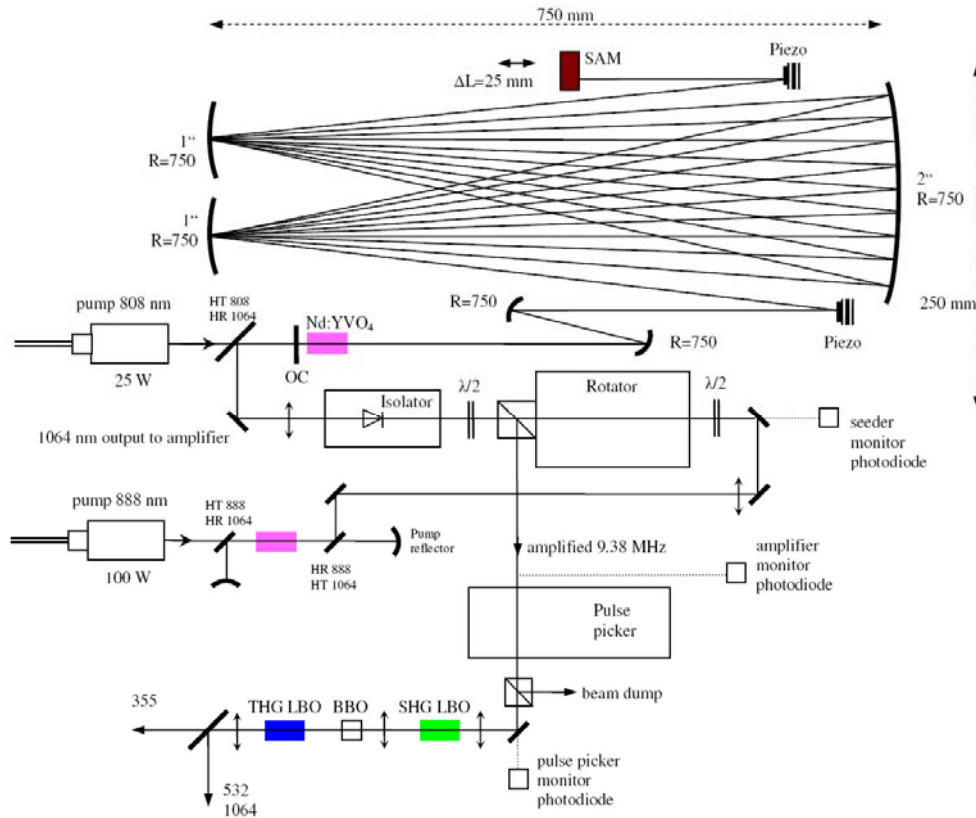 750 mm
SAM
Piezo
ΔL=25 mm
1"
R=750
2"
R=750
1"
R=750
250 mm
pump 808 nm
HT 808
HR 1064
Nd:YVO4
R=750
R=750
Piezo
25 W
OC
Isolator
λ/2
Rotator
λ/2
1064 nm output to amplifier
seeder
monitor
photodiode
pump 888 nm
HT 888
HR 1064
Pump
reflector
100 W
HR 888
HT 1064
amplified 9.38 MHz
amplifier
monitor
photodiode
Pulse
picker
beam dump
355
THG LBO
BBO
SHG LBO
532
1064
pulse picker
monitor
photodiode